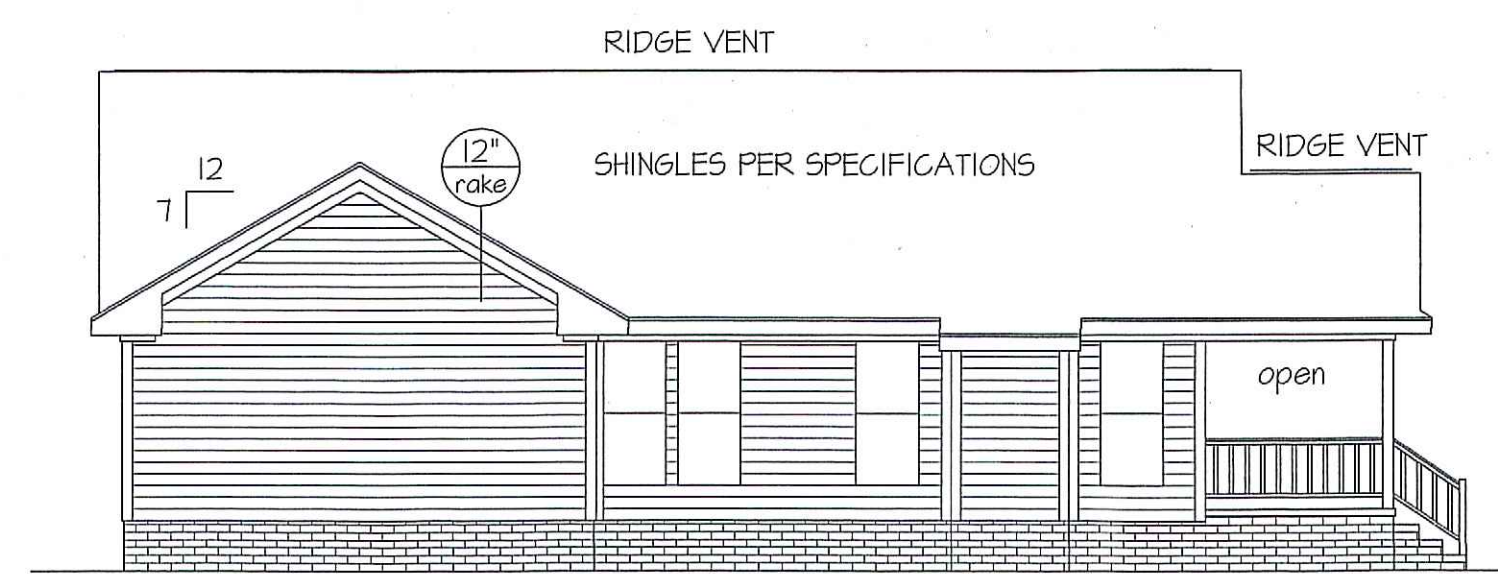 RIDGE VENT
RIDGE VENT
12"
rake
SHINGLES PER SPECIFICATIONS
12
7
open